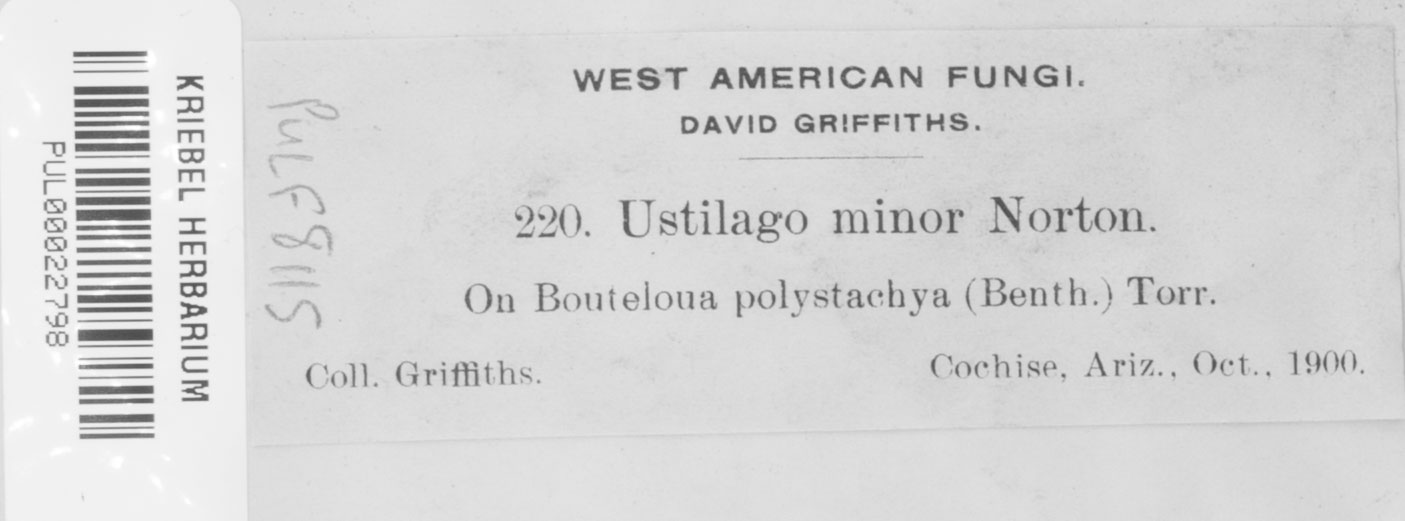 KRIEBEL HERBARIUM
PUL00022798
PULF8115
WEST AMERICAN FUNGI.
DAVID GRIFFITHS.
220. Ustilago minor Norton.
On Bouteloua polystachya (Benth.) Torr.
Coll. Griffiths.
Cochise, Ariz., Oct., 1900.